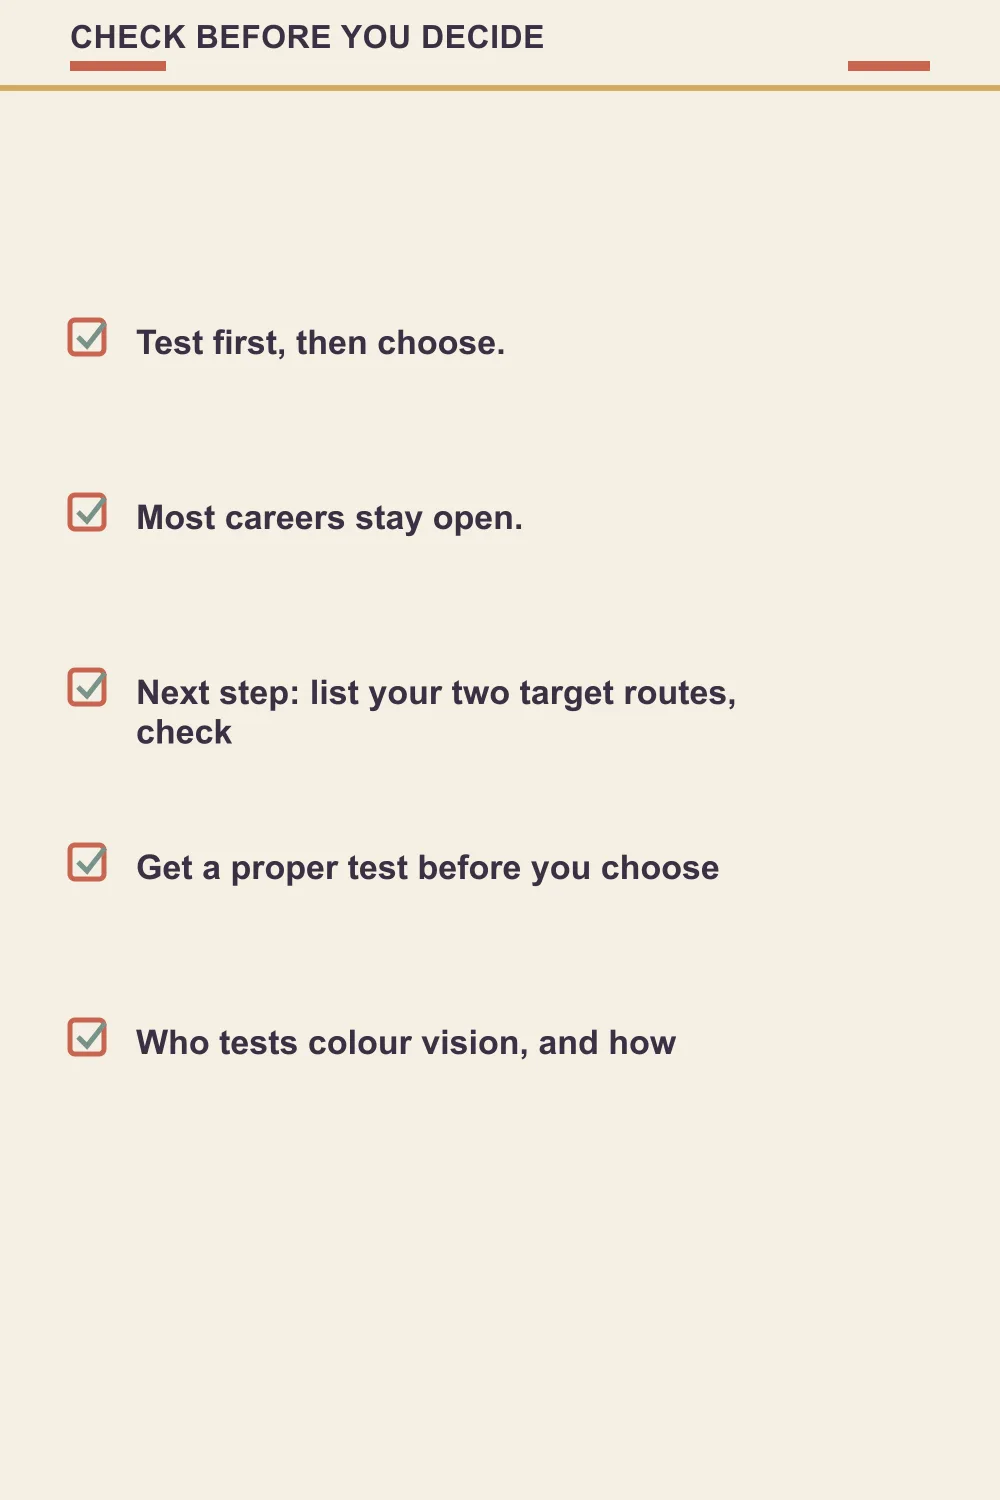 CHECK BEFORE YOU DECIDE
Test first, then choose.
Most careers stay open.
Next step: list your two target routes,
check
Get a proper test before you choose
Who tests colour vision, and how